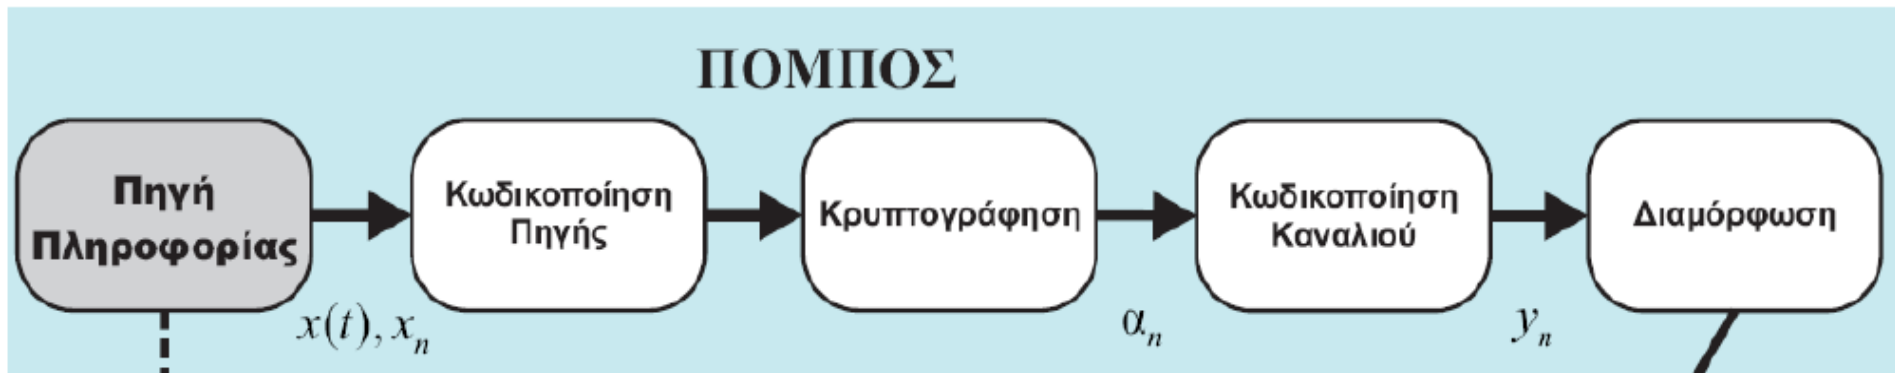 ΠΟΜΠΟΣ
Πηγή
Πληροφορίας
Κωδικοποίηση
Πηγής
Κρυπτογράφηση
Κωδικοποίηση
Καναλιού
Διαμόρφωση
x(t), xₙ
αₙ
yₙ